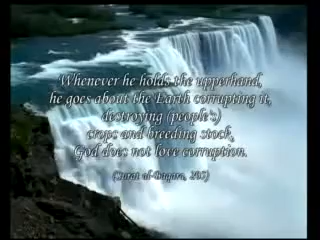 'Whenever he holds the upperhand,
he goes about the Earth corrupting it,
destroying (people's)
crops and breeding stock.
God does not love corruption.
(Surat al-Baqara, 205)